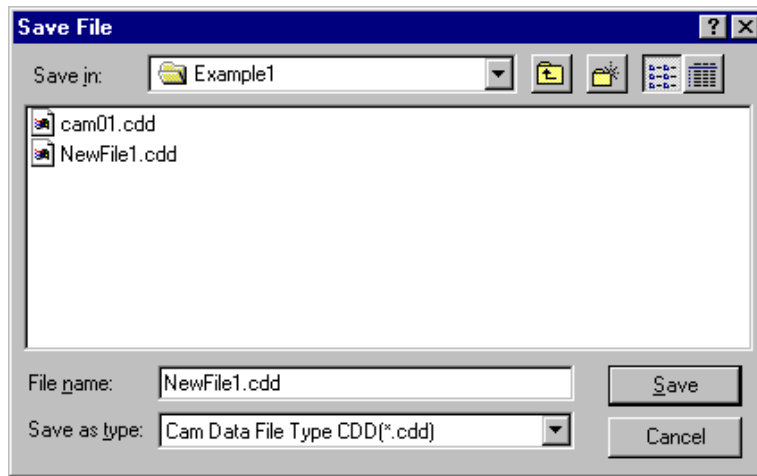 Save File
Save in: Example1
cam01.cdd
NewFile1.cdd
File name: NewFile1.cdd Save
Save as type: Cam Data File Type CDD(*.cdd) Cancel